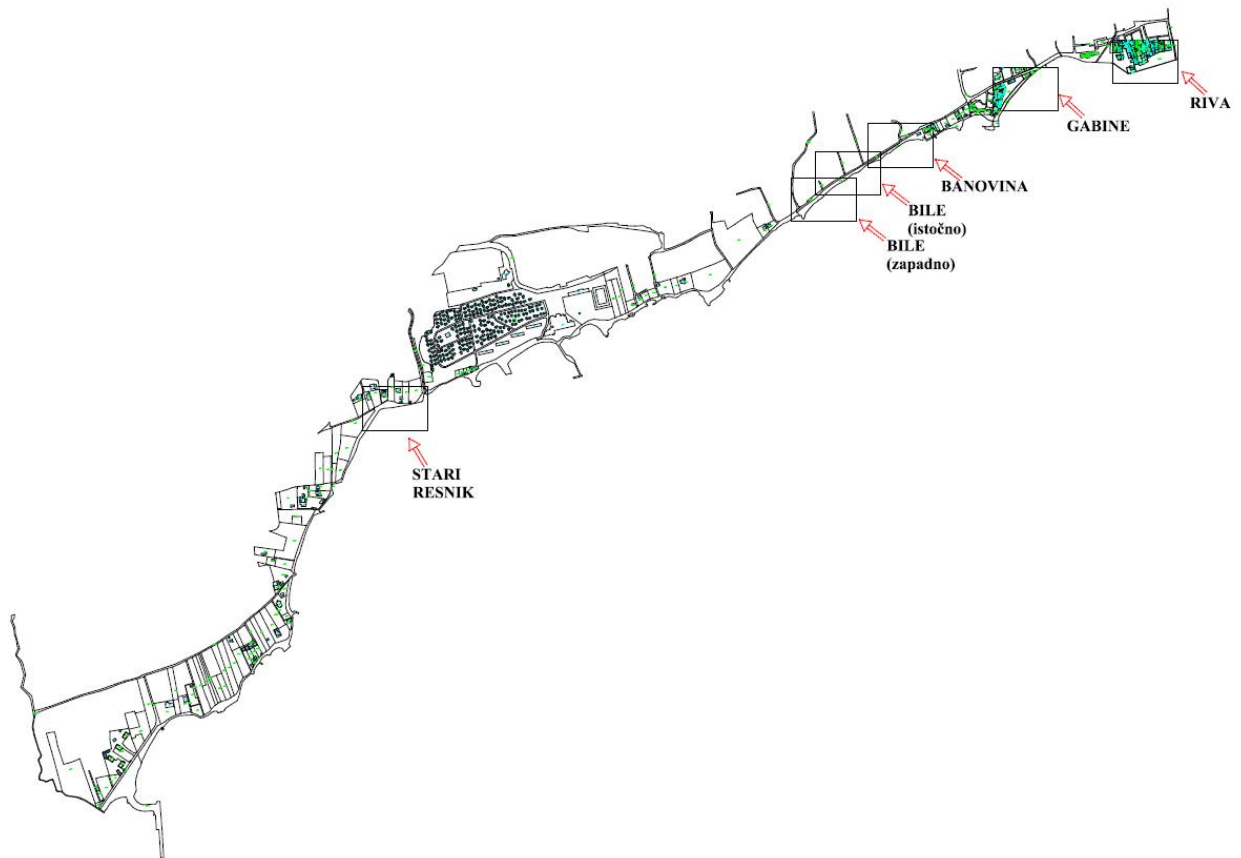 RIVA
GABINE
BANOVINA
BILE
(istočno)
BILE
(zapadno)
STARI
RESNIK